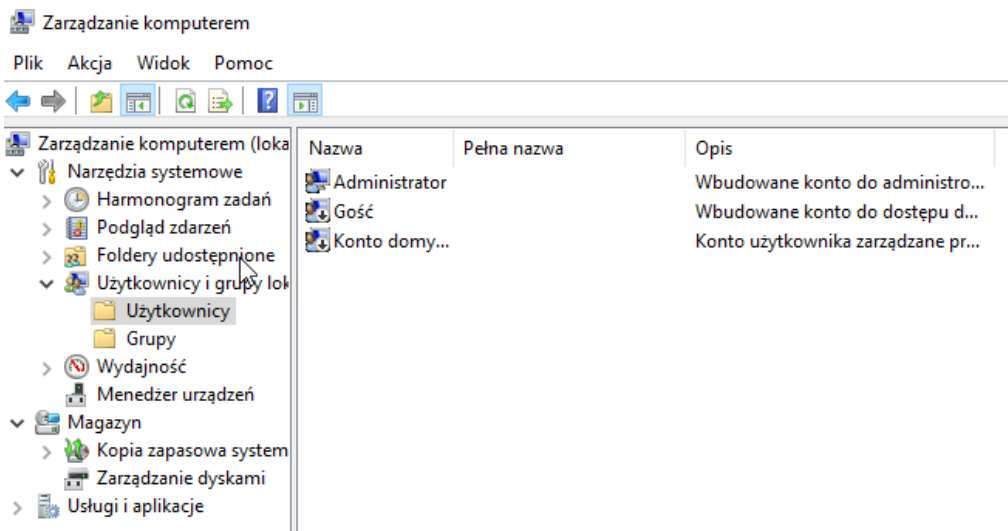 Zarządzanie komputerem
Plik Akcja Widok Pomoc
Zarządzanie komputerem (loka
Narzędzia systemowe
Harmonogram zadań
Podgląd zdarzeń
Foldery udostępnione
Użytkownicy i grupy lok
Użytkownicy
Grupy
Wydajność
Menedżer urządzeń
Magazyn
Kopia zapasowa system
Zarządzanie dyskami
Usługi i aplikacje
Nazwa Pełna nazwa Opis
Administrator Wbudowane konto do administro...
Gość Wbudowane konto do dostępu d...
Konto domy... Konto użytkownika zarządzane pr...